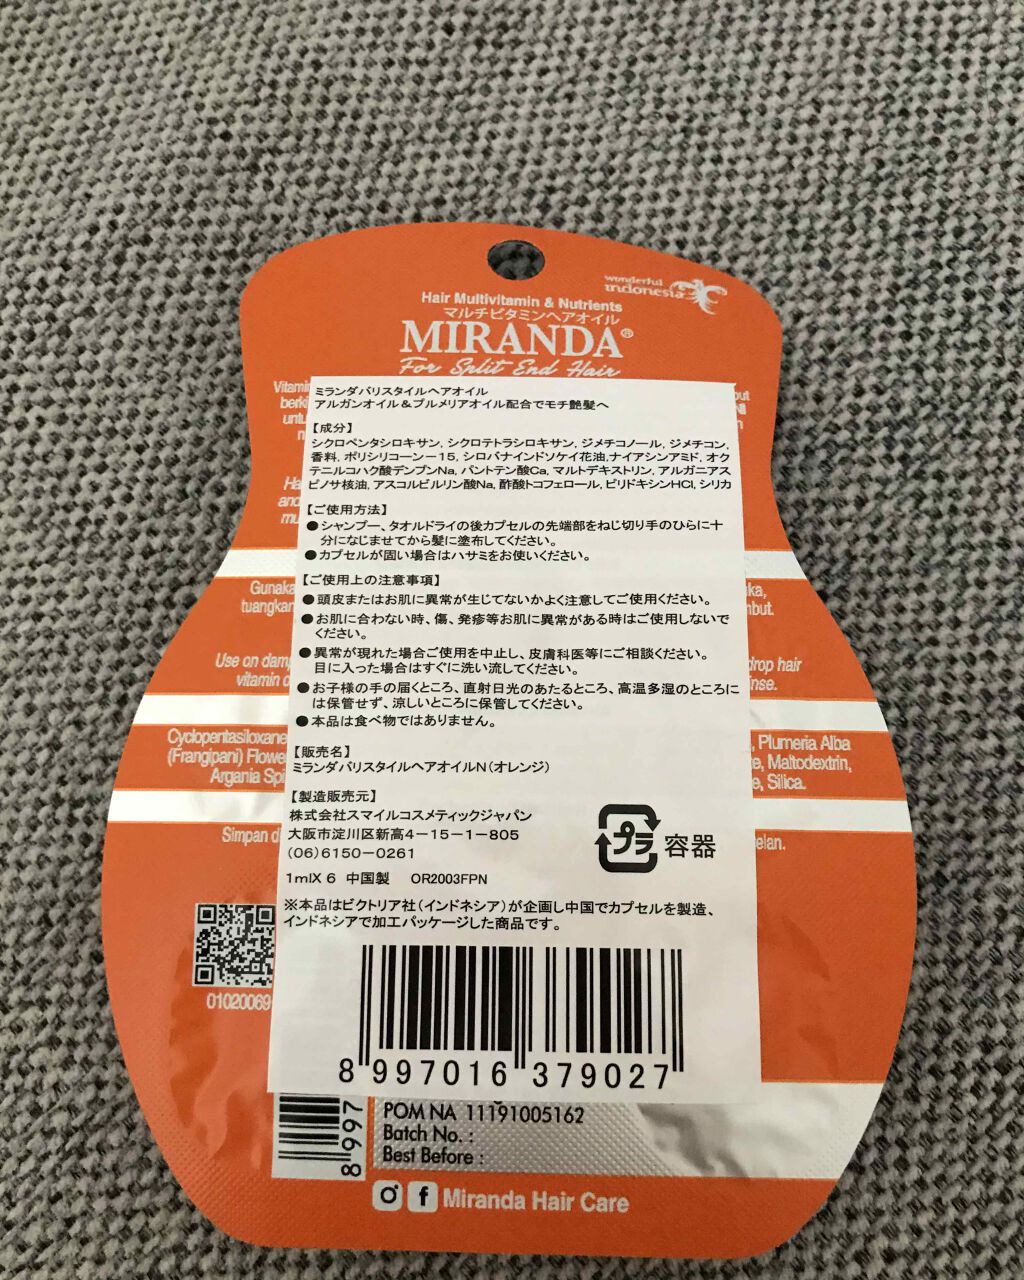 wonderful
indonesia
Hair Multivitamin & Nutrients
マルチビタミンヘアオイル
MIRANDA®
For Split End Hair
ミランダバリスタイルヘアオイル
アルガンオイル＆プルメリアオイル配合でモチ艶髪へ
【成分】
シクロペンタシロキサン, シクロテトラシロキサン, ジメチコノール, ジメチコン,
香料, ポリシリコーン－15, シロバナインドソケイ花油,ナイアシンアミド, オク
テニルコハク酸デンプンNa, パントテン酸Ca, マルトデキストリン, アルガニアス
ピノサ核油, アスコルビルリン酸Na, 酢酸トコフェロール, ピリドキシンHCl, シリカ
【ご使用方法】
●シャンプー、タオルドライの後カプセルの先端部をねじ切り手のひらに十
分になじませてから髪に塗布してください。
●カプセルが固い場合はハサミをお使いください。
【ご使用上の注意事項】
●頭皮またはお肌に異常が生じてないかよく注意してご使用ください。
●お肌に合わない時、傷、発疹等お肌に異常がある時はご使用しないで
ください。
●異常が現れた場合ご使用を中止し、皮膚科医等にご相談ください。
目に入った場合はすぐに洗い流してください。
●お子様の手の届くところ、直射日光のあたるところ、高温多湿のところに
は保管せず、涼しいところに保管してください。
●本品は食べ物ではありません。
【販売名】
ミランダバリスタイルヘアオイルN（オレンジ）
【製造販売元】
株式会社スマイルコスメティックジャパン
大阪市淀川区新高4－15－1－805
(06)6150－0261
プラ 容器
1mlX 6 中国製 OR2003FPN
※本品はビクトリア社（インドネシア）が企画し中国でカプセルを製造、
インドネシアで加工パッケージした商品です。
8 997016 379027
Use on dam
vitamin
drop hair
Cyclopentasiloxane
, Plumeria Alba
(Frangipani) Flowe
Maltodextrin,
Argania Spi
Silica.
Simpan d
01020069
8 997
POM NA 11191005162
Batch No. :
Best Before :
Miranda Hair Care